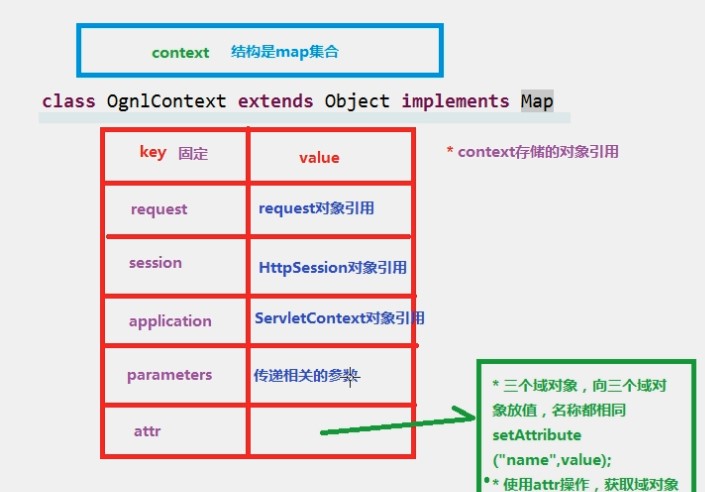 context 结构是map集合
class OgnlContext extends Object implements Map
key 固定 value
* context存储的对象引用
request request对象引用
session HttpSession对象引用
application ServletContext对象引用
parameters 传递相关的参数
attr
* 三个域对象，向三个域对
象放值，名称都相同
setAttribute
("name",value);
* 使用attr操作，获取域对象